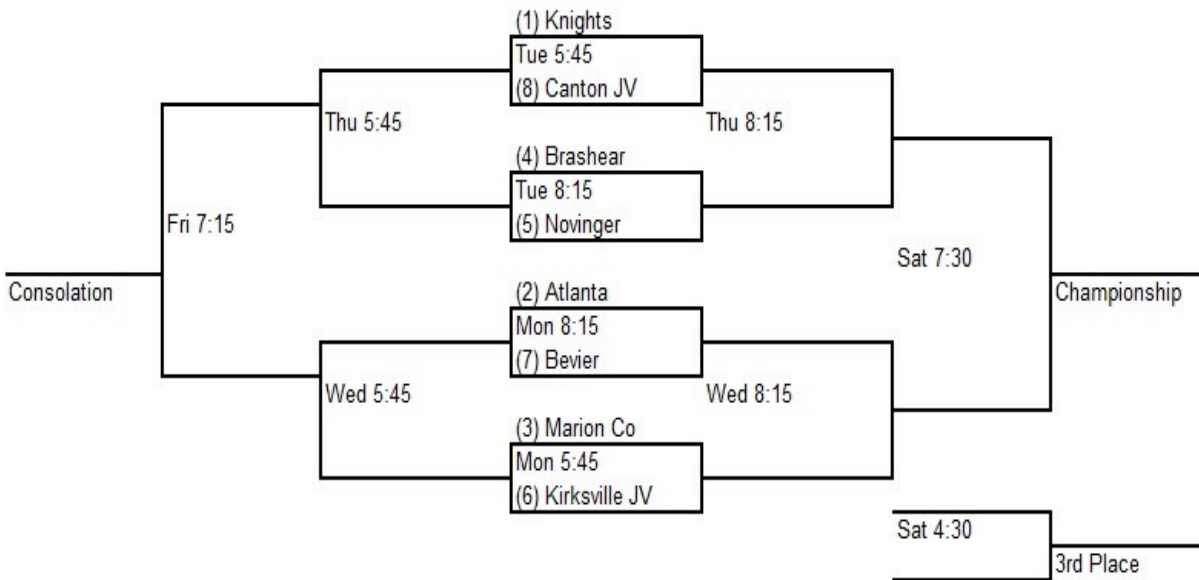 (1) Knights
Tue 5:45
(8) Canton JV
Thu 5:45
Thu 8:15
(4) Brashear
Tue 8:15
(5) Novinger
Fri 7:15
Sat 7:30
Consolation
(2) Atlanta
Championship
Mon 8:15
(7) Bevier
Wed 5:45
Wed 8:15
(3) Marion Co
Mon 5:45
(6) Kirksville JV
Sat 4:30
3rd Place